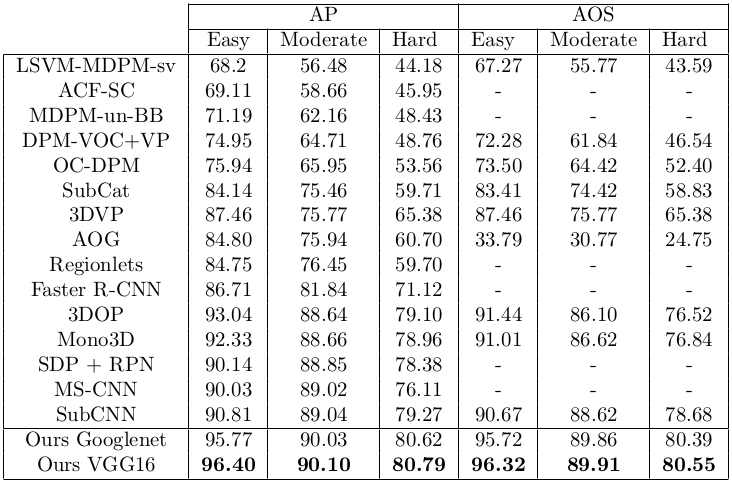 AP AOS
Easy Moderate Hard Easy Moderate Hard
LSVM-MDPM-sv 68.2 56.48 44.18 67.27 55.77 43.59
ACF-SC 69.11 58.66 45.95 - - -
MDPM-un-BB 71.19 62.16 48.43 - - -
DPM-VOC+VP 74.95 64.71 48.76 72.28 61.84 46.54
OC-DPM 75.94 65.95 53.56 73.50 64.42 52.40
SubCat 84.14 75.46 59.71 83.41 74.42 58.83
3DVP 87.46 75.77 65.38 87.46 75.77 65.38
AOG 84.80 75.94 60.70 33.79 30.77 24.75
Regionlets 84.75 76.45 59.70 - - -
Faster R-CNN 86.71 81.84 71.12 - - -
3DOP 93.04 88.64 79.10 91.44 86.10 76.52
Mono3D 92.33 88.66 78.96 91.01 86.62 76.84
SDP + RPN 90.14 88.85 78.38 - - -
MS-CNN 90.03 89.02 76.11 - - -
SubCNN 90.81 89.04 79.27 90.67 88.62 78.68
Ours Googlenet 95.77 90.03 80.62 95.72 89.86 80.39
Ours VGG16 96.40 90.10 80.79 96.32 89.91 80.55